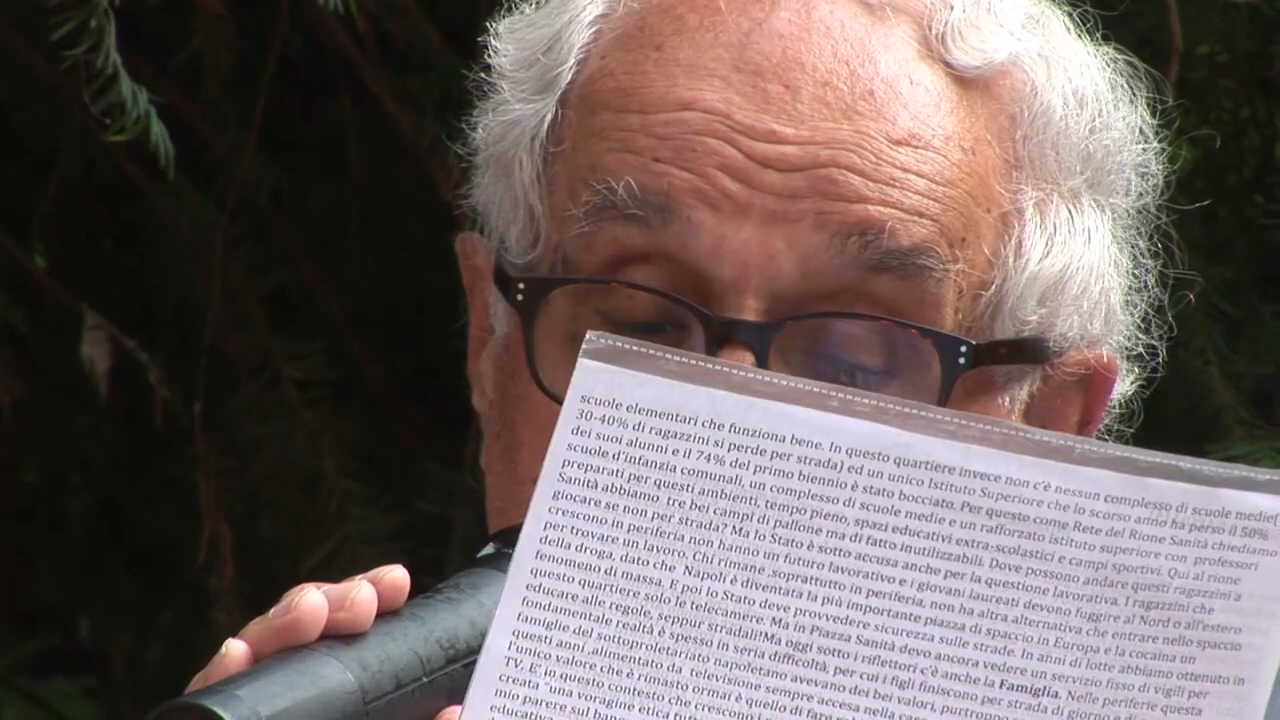 scuole elementari che funziona bene. In questo quartiere invece non c'è nessun complesso di scuole medie(
30-40% di ragazzini si perde per strada) ed un unico Istituto Superiore che lo scorso anno ha perso il 50%
dei suoi alunni e il 74% del primo biennio è stato bocciato. Per questo come Rete del Rione Sanità chiediamo
scuole d'infanzia comunali, un complesso di scuole medie e un rafforzato istituto superiore con professori
preparati per questi ambienti, tempo pieno, spazi educativi extra-scolastici e campi sportivi. Qui al rione
Sanità abbiamo tre bei campi di pallone ma di fatto inutilizzabili. Dove possono andare questi ragazzini a
giocare se non per strada? Ma lo Stato è sotto accusa anche per la questione lavorativa. I ragazzini che
crescono in periferia non hanno un futuro lavorativo e i giovani laureati devono fuggire al Nord o all'estero
per trovare un lavoro. Chi rimane ,soprattutto in periferia, non ha altra alternativa che entrare nello spaccio
della droga, dato che Napoli è diventata la più importante piazza di spaccio in Europa e la cocaina un
fenomeno di massa. E poi lo Stato deve provvedere sicurezza sulle strade. In anni di lotte abbiamo ottenuto in
questo quartiere solo le telecamere. Ma in Piazza Sanità devo ancora vedere un servizio fisso di vigili per
educare alle regole, seppur stradali!Ma oggi sotto i riflettori c'è anche la Famiglia. Nelle periferie questa
fondamentale realtà è spesso in seria difficoltà, per cui i figli finiscono per strada di giorno
famiglie del sottoproletariato napoletano avevano dei bei valori, purtroppo
questi anni ,alimentato da televisione sempre accesa nella
l'unico valore che è rimasto ormai è quello di fare
TV. E' in questo contesto che crescono i
creta "una voragine etica
mio parere sul
educativa